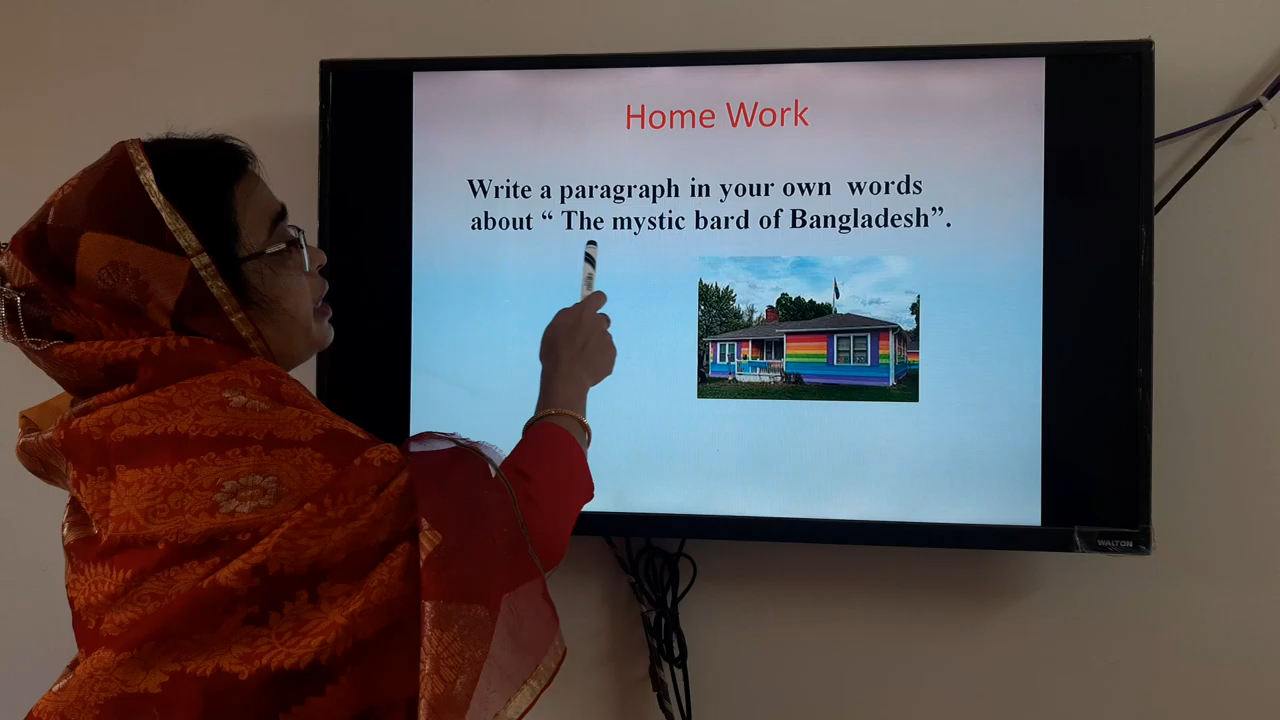 Home Work
Write a paragraph in your own words
about “ The mystic bard of Bangladesh”.
WALTON